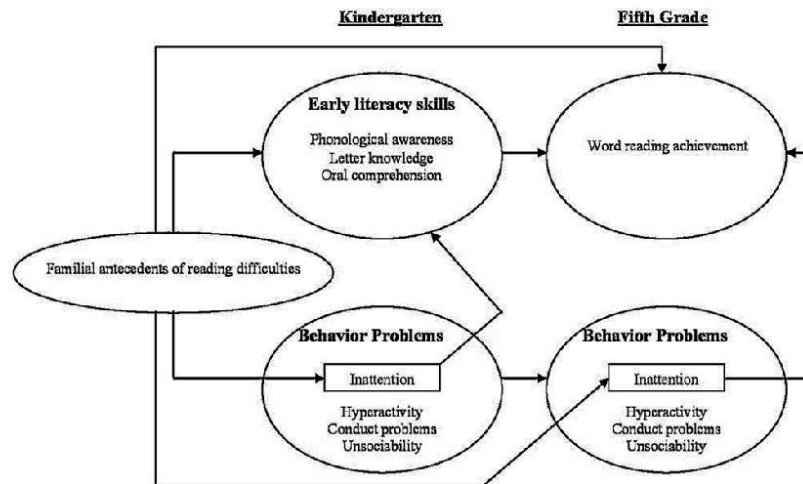 Kindergarten
Fifth Grade
Early literacy skills
Phonological awareness
Letter knowledge
Oral comprehension
Word reading achievement
Familial antecedents of reading difficulties
Behavior Problems
Inattention
Hyperactivity
Conduct problems
Unsociability
Behavior Problems
Inattention
Hyperactivity
Conduct problems
Unsociability